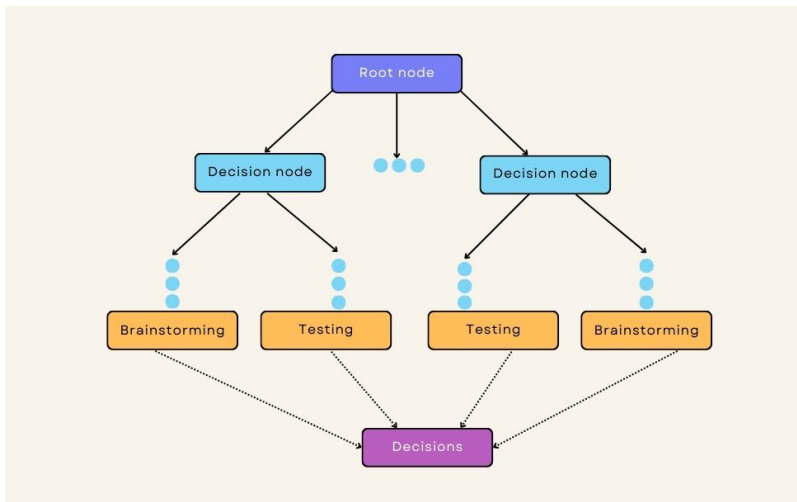 Root node
Decision node
Decision node
Brainstorming
Testing
Testing
Brainstorming
Decisions